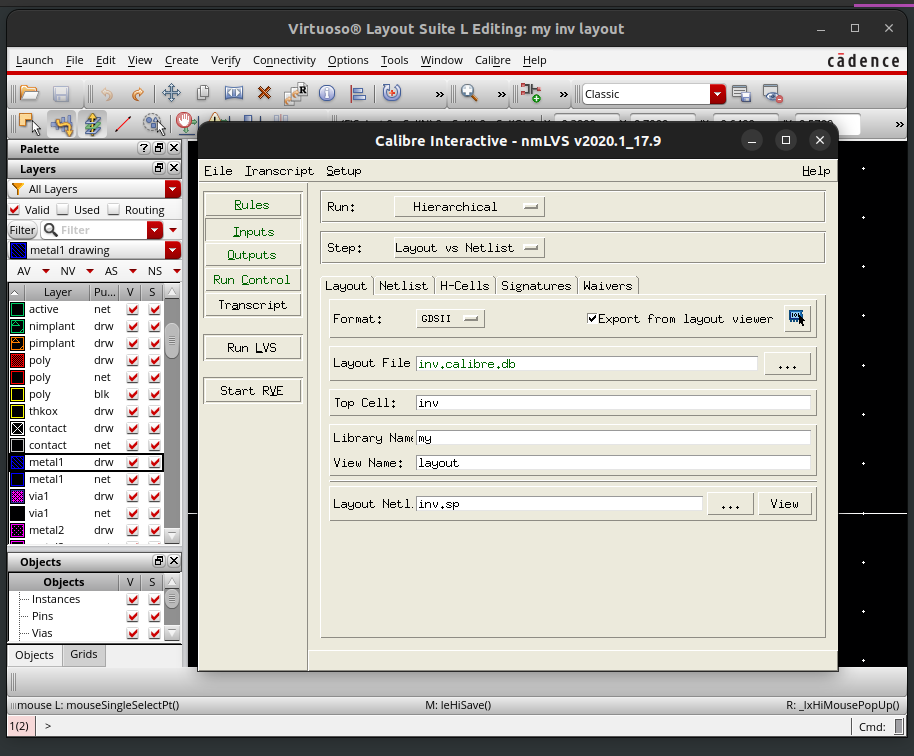 Virtuoso® Layout Suite L Editing: my inv layout
Launch File Edit View Create Verify Connectivity Options Tools Window Calibre Help
cādence
» » » Classic
»
Palette
Layers
All Layers
Valid Used Routing
Filter Filter
metal1 drawing
AV NV AS NS
Layer Pu... V S
active net
nimplant drw
pimplant drw
poly drw
poly net
poly blk
thkox drw
contact drw
contact net
metal1 drw
metal1 net
via1 drw
via1 net
metal2 drw
Objects
Objects V S
Instances
Pins
Vias
Objects Grids
Calibre Interactive - nmLVS v2020.1_17.9
File Transcript Setup Help
Rules
Inputs
Outputs
Run Control
Transcript
Run LVS
Start RVE
Run: Hierarchical
Step: Layout vs Netlist
Layout Netlist H-Cells Signatures Waivers
Format: GDSII Export from layout viewer
Layout File inv.calibre.db ...
Top Cell: inv
Library Name my
View Name: layout
Layout Netl. inv.sp ... View
mouse L: mouseSingleSelectPt() M: leHiSave() R: _lxHiMousePopUp()
1(2) > Cmd: